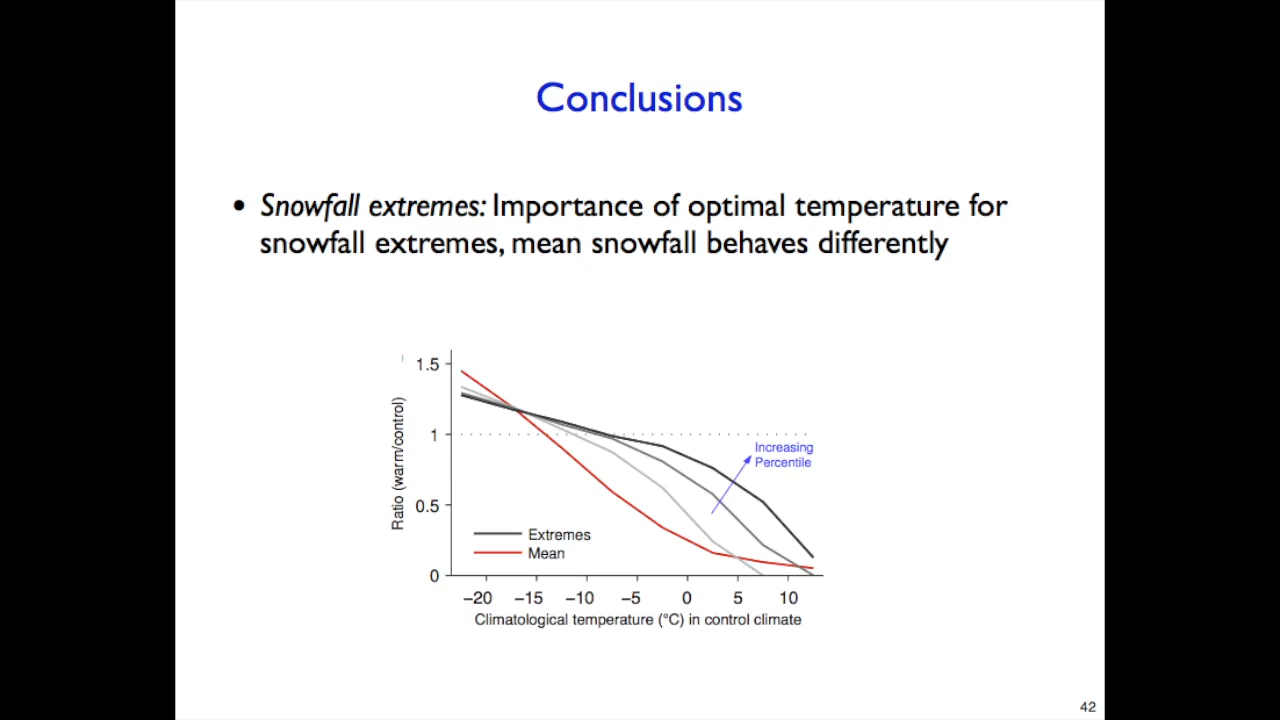 Conclusions
• Snowfall extremes: Importance of optimal temperature for
snowfall extremes, mean snowfall behaves differently
1.5
1
0.5
0
Ratio (warm/control)
Increasing
Percentile
Extremes
Mean
−20 −15 −10 −5 0 5 10
Climatological temperature (°C) in control climate
42